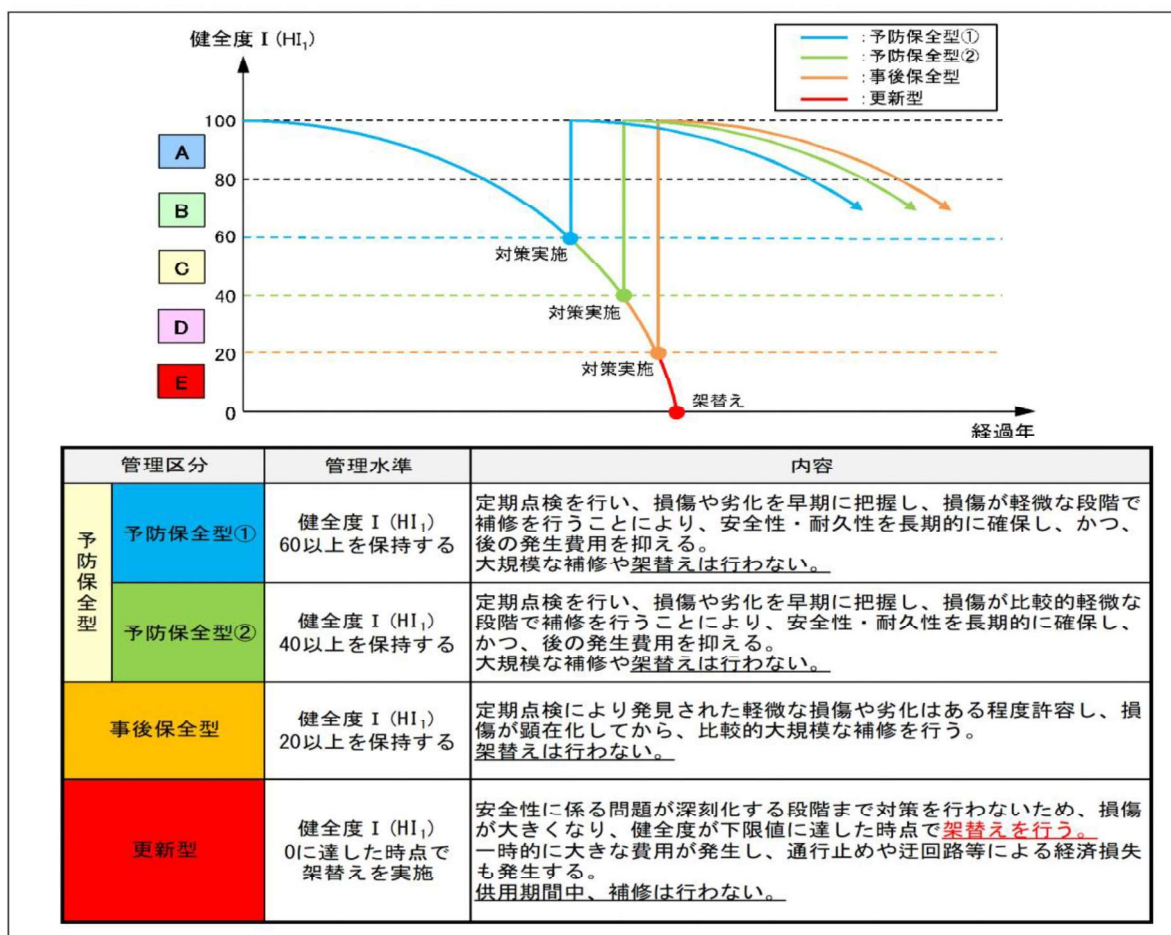 健全度Ⅰ(HI₁)
:予防保全型①
:予防保全型②
:事後保全型
:更新型
100
A
80
B
60
対策実施
C
40
対策実施
D
20
対策実施
E
0
架替え
経過年
管理区分
管理水準
内容
予防保全型
予防保全型①
健全度Ⅰ(HI₁)
60以上を保持する
定期点検を行い、損傷や劣化を早期に把握し、損傷が軽微な段階で
補修を行うことにより、安全性・耐久性を長期的に確保し、かつ、
後の発生費用を抑える。
大規模な補修や架替えは行わない。
予防保全型②
健全度Ⅰ(HI₁)
40以上を保持する
定期点検を行い、損傷や劣化を早期に把握し、損傷が比較的軽微な
段階で補修を行うことにより、安全性・耐久性を長期的に確保し、
かつ、後の発生費用を抑える。
大規模な補修や架替えは行わない。
事後保全型
健全度Ⅰ(HI₁)
20以上を保持する
定期点検により発見された軽微な損傷や劣化はある程度許容し、損
傷が顕在化してから、比較的大規模な補修を行う。
架替えは行わない。
更新型
健全度Ⅰ(HI₁)
0に達した時点で
架替えを実施
安全性に係る問題が深刻化する段階まで対策を行わないため、損傷
が大きくなり、健全度が下限値に達した時点で架替えを行う。
一時的に大きな費用が発生し、通行止めや迂回路等による経済損失
も発生する。
供用期間中、補修は行わない。